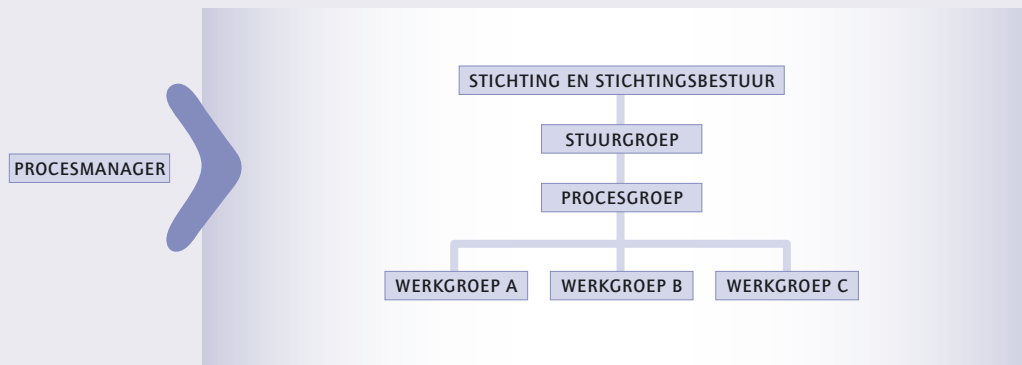 STICHTING EN STICHTINGSBESTUUR
STUURGROEP
PROCESMANAGER
PROCESGROEP
WERKGROEP A
WERKGROEP B
WERKGROEP C